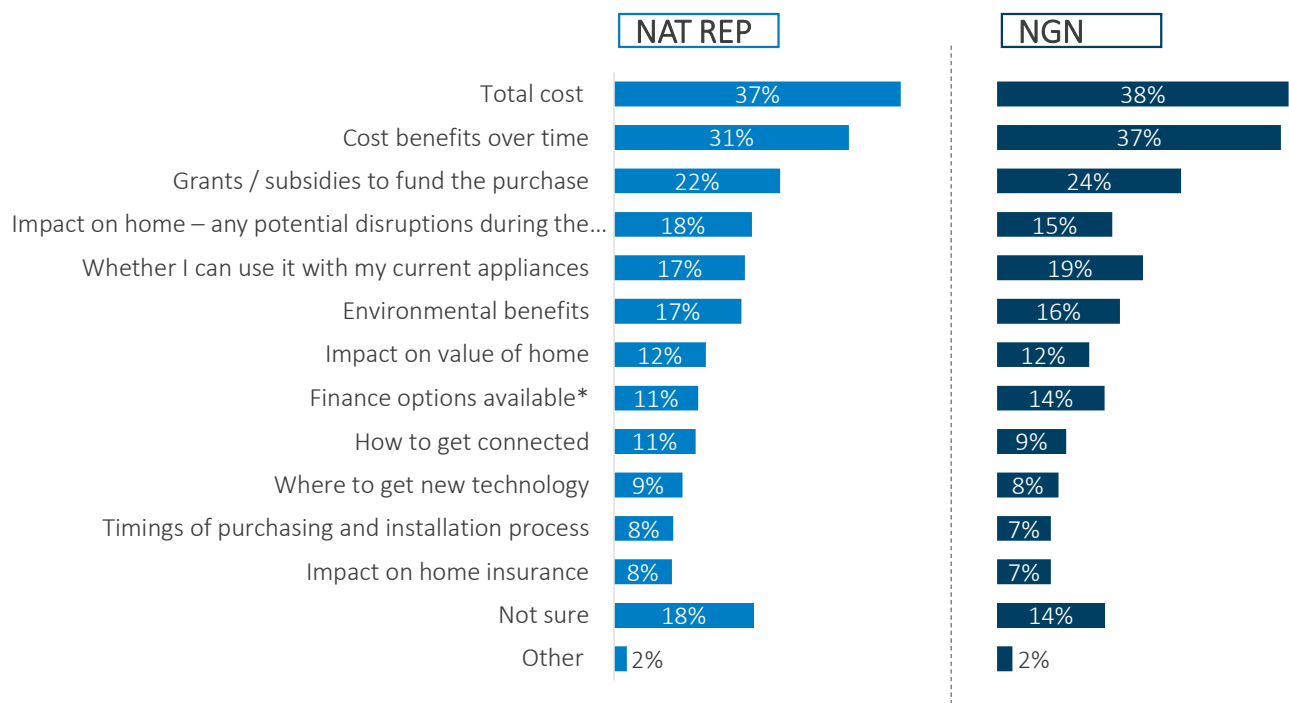 NAT REP NGN
Total cost 37% 38%
Cost benefits over time 31% 37%
Grants / subsidies to fund the purchase 22% 24%
Impact on home – any potential disruptions during the… 18% 15%
Whether I can use it with my current appliances 17% 19%
Environmental benefits 17% 16%
Impact on value of home 12% 12%
Finance options available* 11% 14%
How to get connected 11% 9%
Where to get new technology 9% 8%
Timings of purchasing and installation process 8% 7%
Impact on home insurance 8% 7%
Not sure 18% 14%
Other 2% 2%